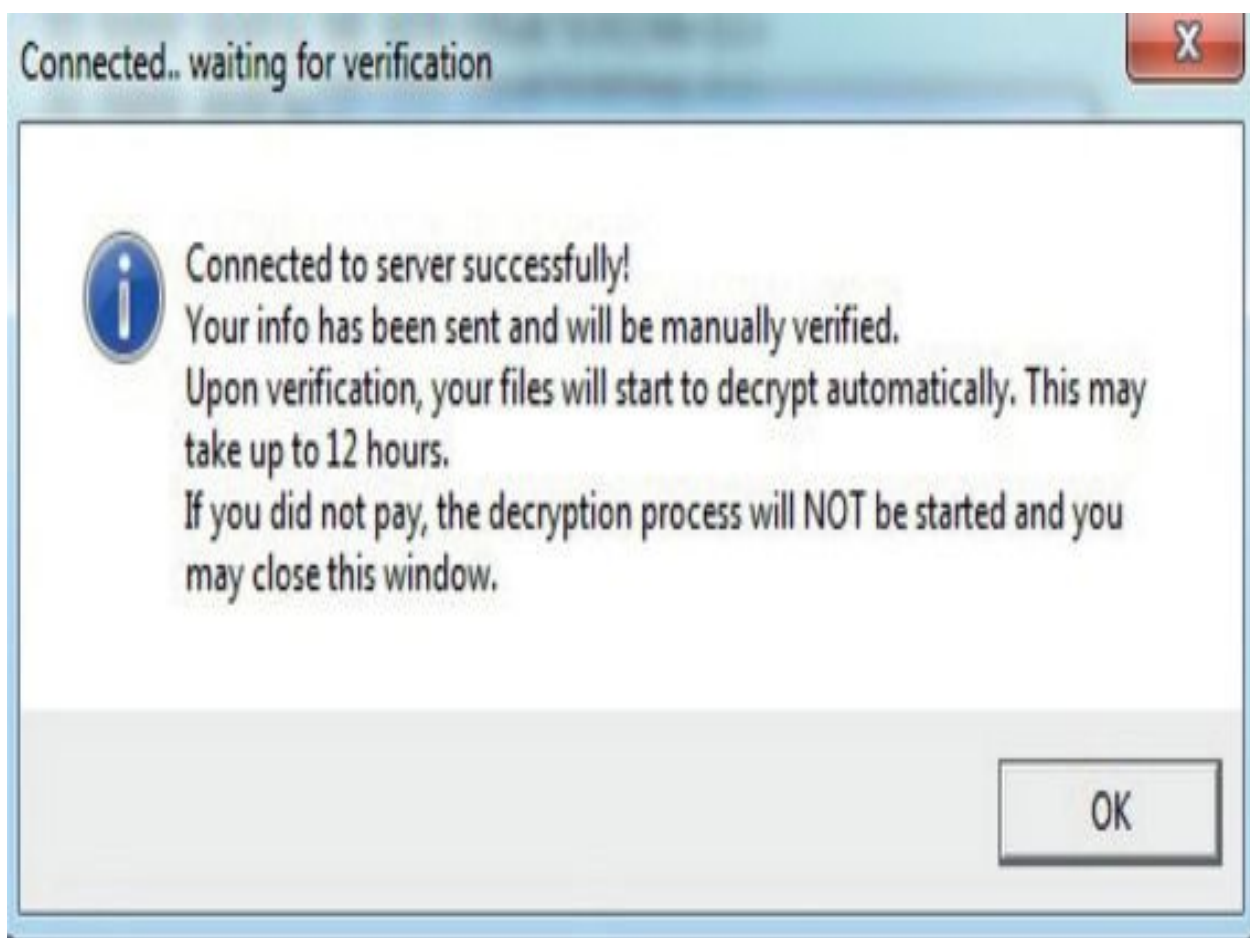 Connected.. waiting for verification
Connected to server successfully!
Your info has been sent and will be manually verified.
Upon verification, your files will start to decrypt automatically. This may
take up to 12 hours.
If you did not pay, the decryption process will NOT be started and you
may close this window.
OK